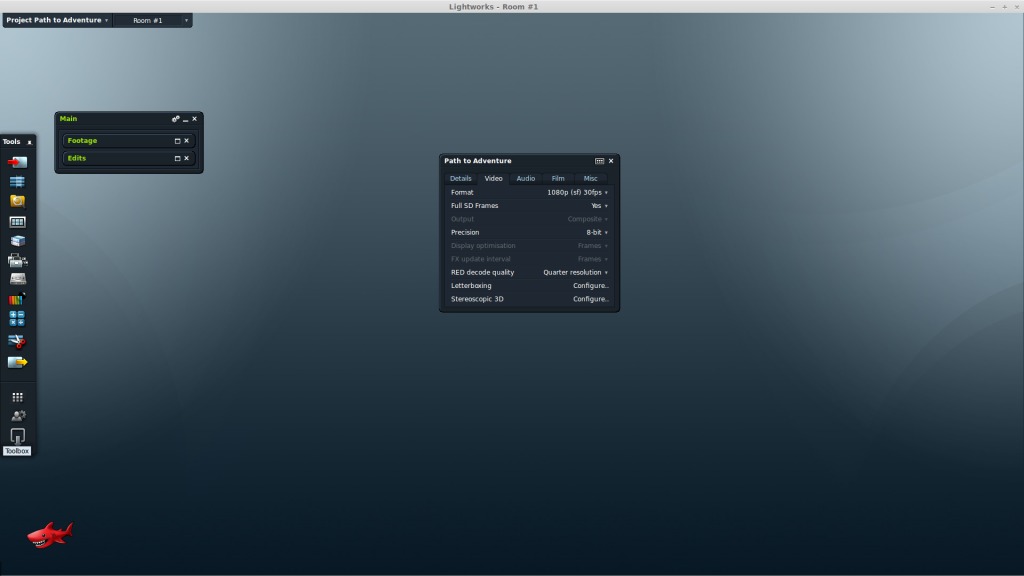 Lightworks - Room #1
Project Path to Adventure
Room #1
Main
Footage
Edits
Tools
Path to Adventure
Details Video Audio Film Misc
Format 1080p (sf) 30fps
Full SD Frames Yes
Output Composite
Precision 8-bit
Display optimisation Frames
FX update interval Frames
RED decode quality Quarter resolution
Letterboxing Configure..
Stereoscopic 3D Configure..
Toolbox